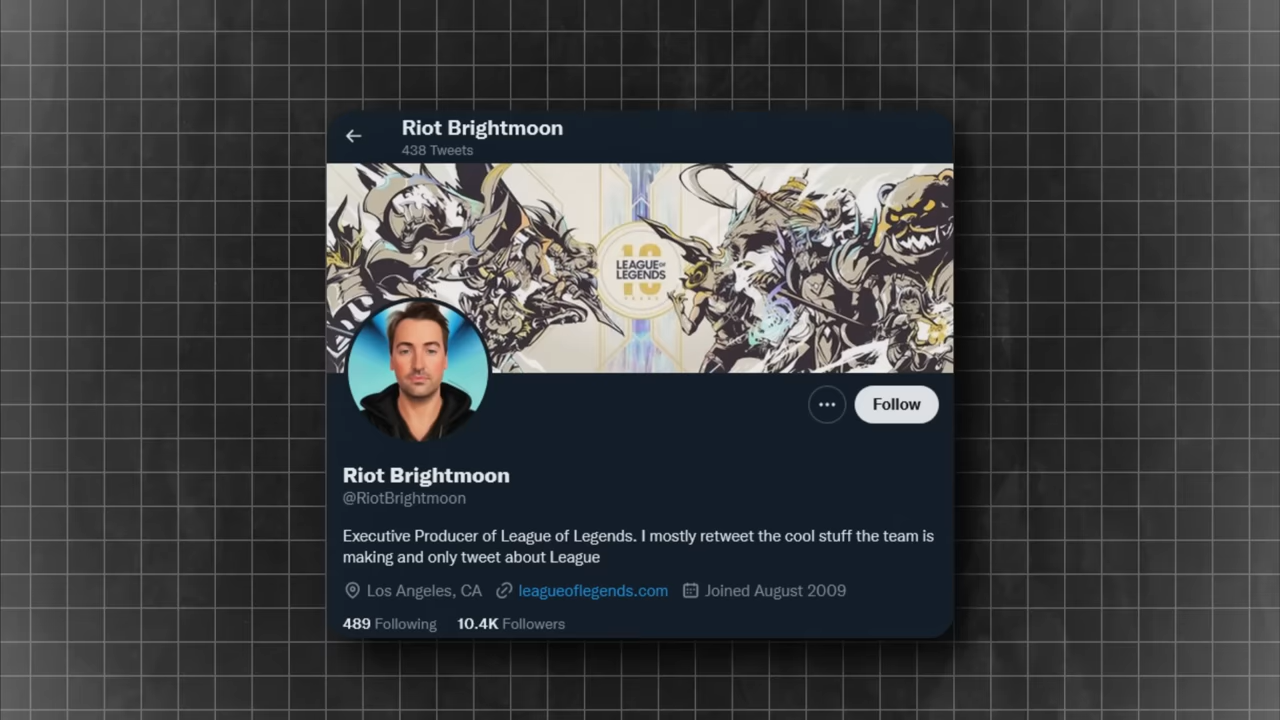 Riot Brightmoon
438 Tweets
10
LEAGUE OF
LEGENDS
YEARS
Follow
Riot Brightmoon
@RiotBrightmoon
Executive Producer of League of Legends. I mostly retweet the cool stuff the team is
making and only tweet about League
Los Angeles, CA leagueoflegends.com Joined August 2009
489 Following 10.4K Followers